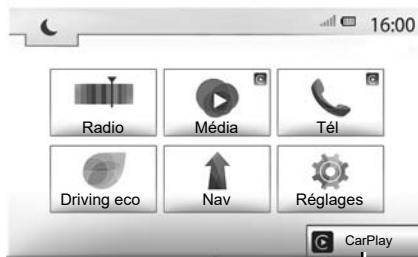 16:00
Radio
Média
Tél
Driving eco
Nav
Réglages
CarPlay